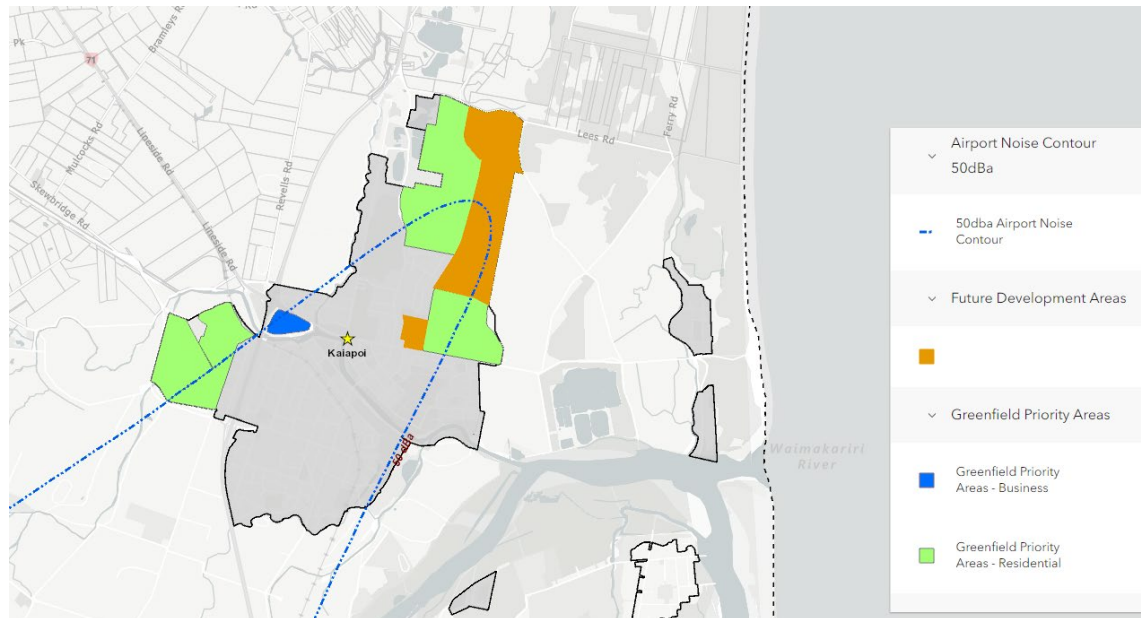 Pk
71
Bramleys Rd
Mulcocks Rd
Lineside Rd
Skewbridge Rd
Lineside Rd
Revells Rd
Lees Rd
Ferry Rd
Kaiapoi
50 dBa
Waimakariri
River
Airport Noise Contour
50dBa
50dba Airport Noise
Contour
Future Development Areas
Greenfield Priority Areas
Greenfield Priority
Areas - Business
Greenfield Priority
Areas - Residential